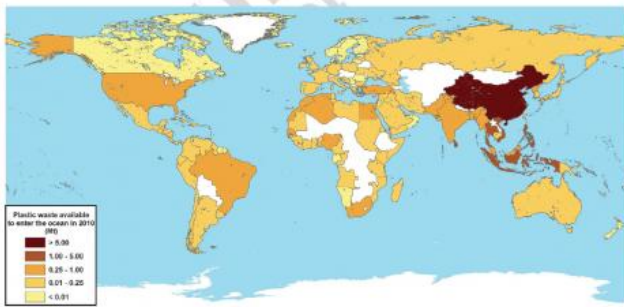 Plastic waste available
to enter the ocean in 2010
(Mt)
> 5.00
1.00 - 5.00
0.25 - 1.00
0.01 - 0.25
< 0.01